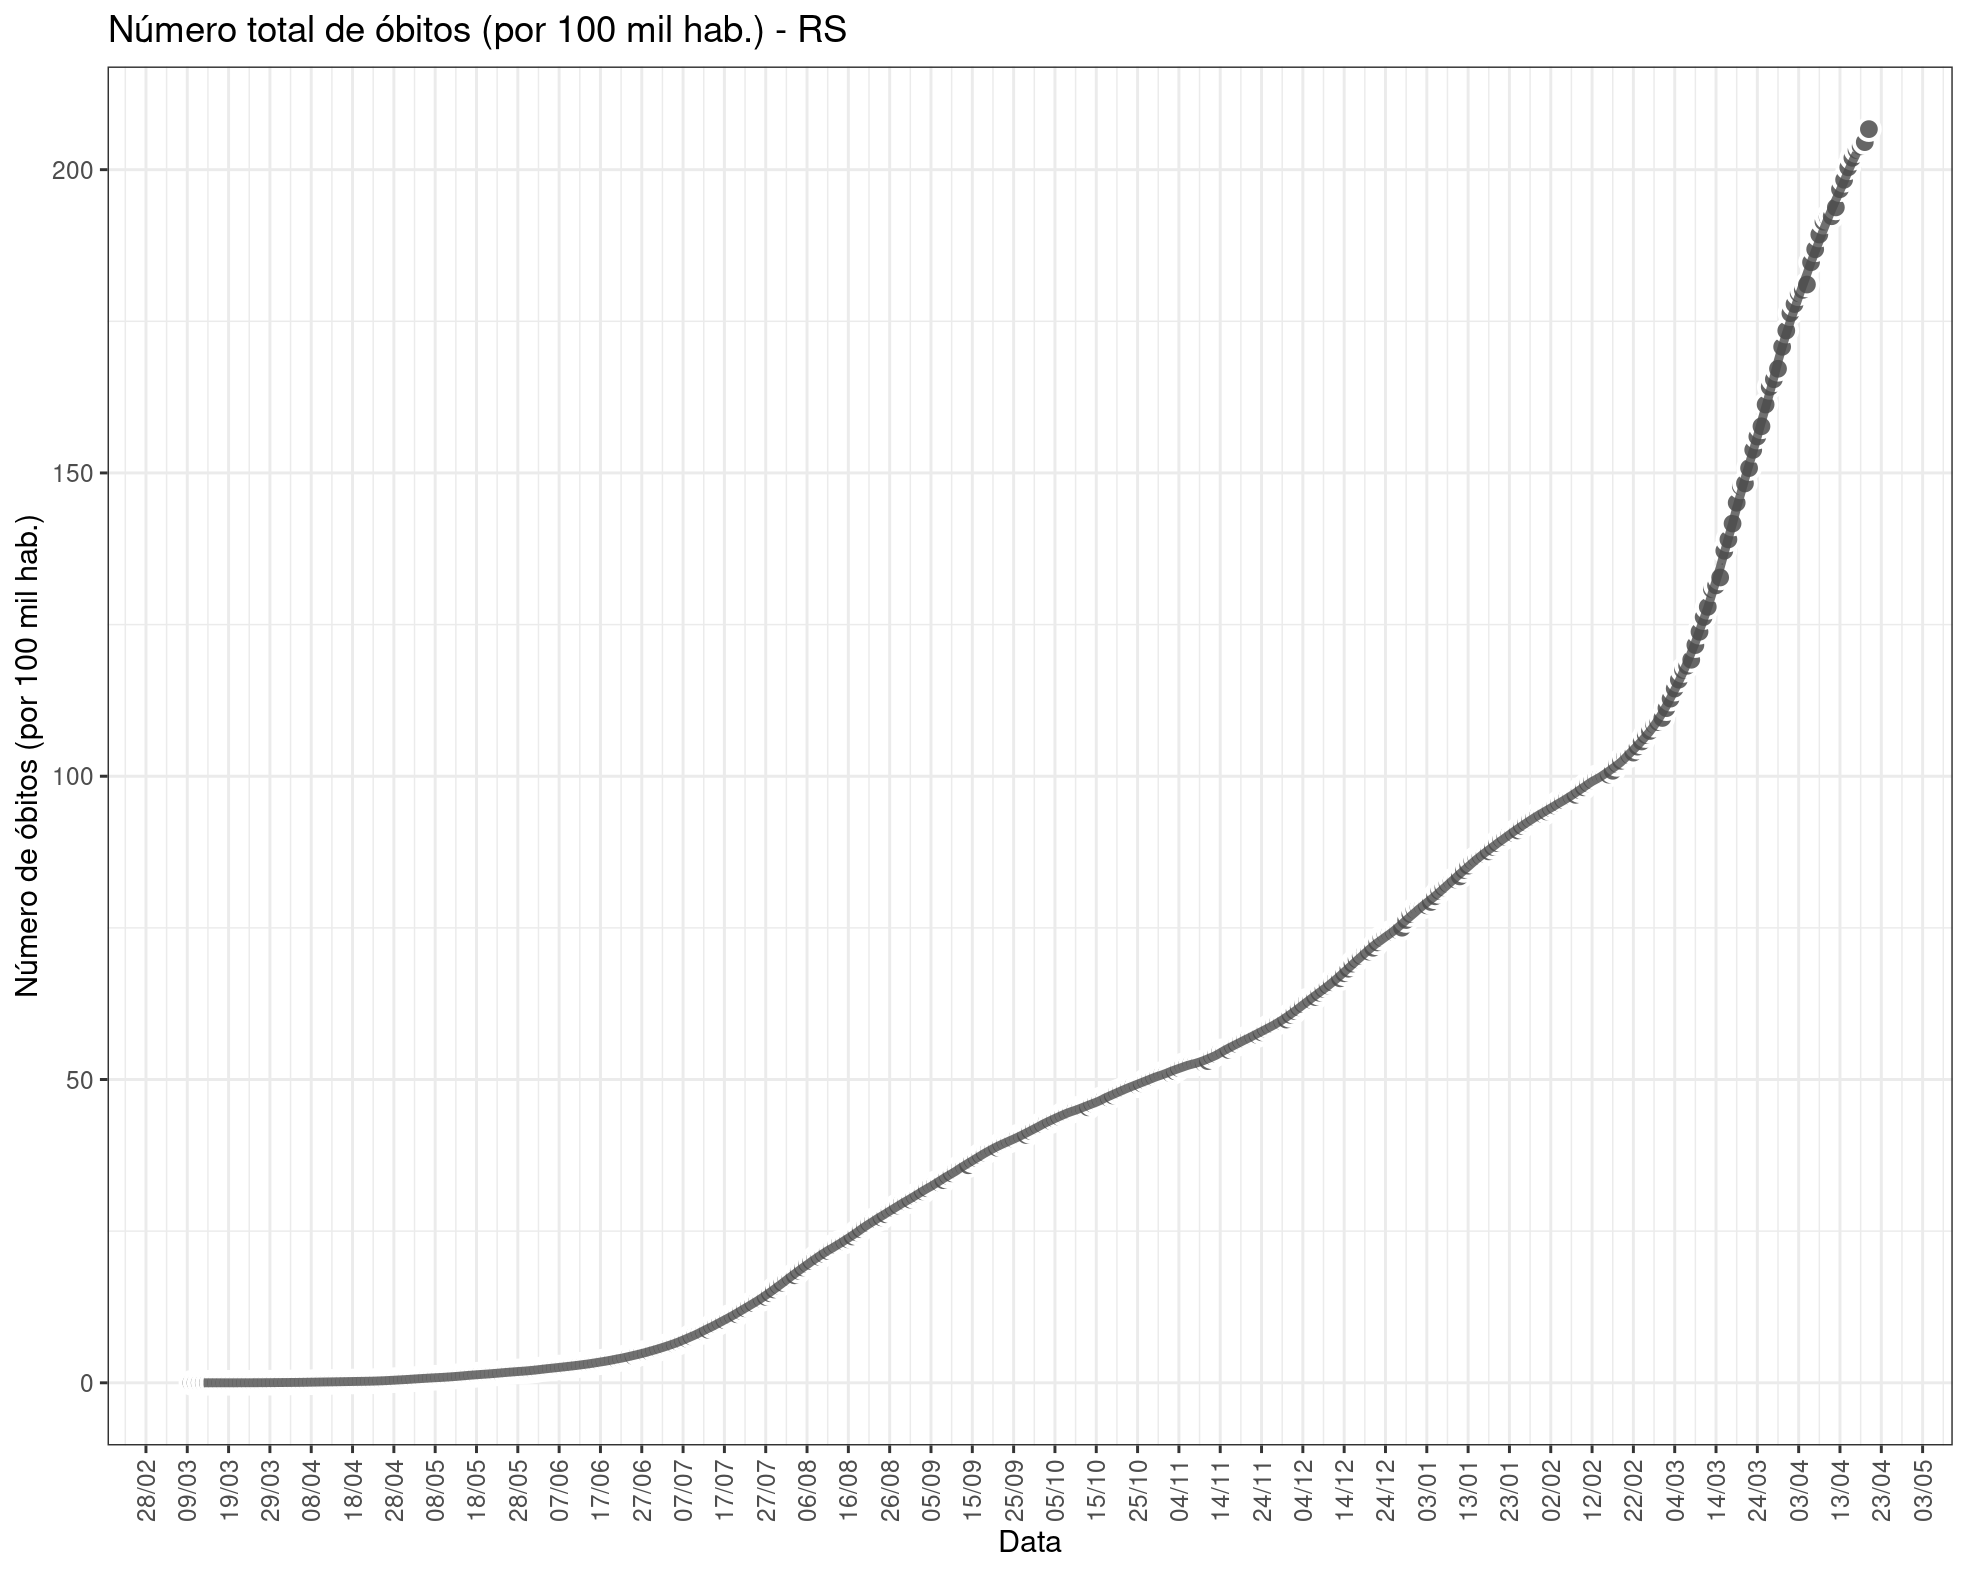 Número total de óbitos (por 100 mil hab.) - RS
Número de óbitos (por 100 mil hab.)
200
150
100
50
0
28/02 09/03 19/03 29/03 08/04 18/04 28/04 08/05 18/05 28/05 07/06 17/06 27/06 07/07 17/07 27/07 06/08 16/08 26/08 05/09 15/09 25/09 05/10 15/10 25/10 04/11 14/11 24/11 04/12 14/12 24/12 03/01 13/01 23/01 02/02 12/02 22/02 04/03 14/03 24/03 03/04 13/04 23/04 03/05
Data